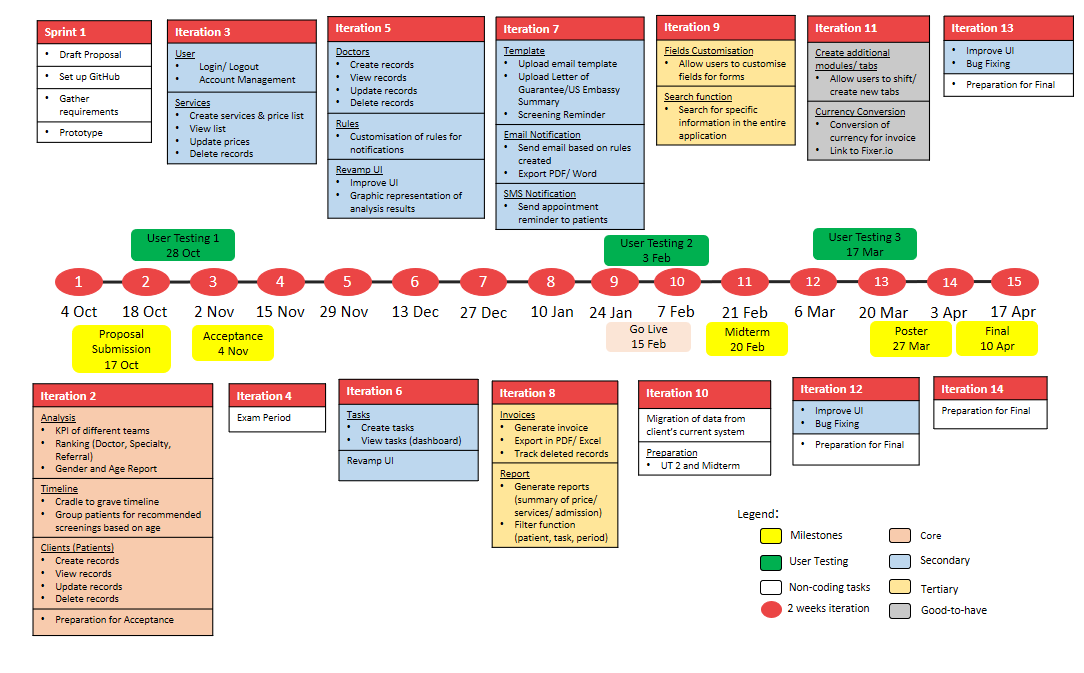 Sprint 1
• Draft Proposal
• Set up GitHub
• Gather
requirements
• Prototype
Iteration 3
User
Login/ Logout
• Account Management
Services
• Create services & price list
• View list
• Update prices
• Delete records
Iteration 5
Doctors
• Create records
• View records
• Update records
• Delete records
Rules
• Customisation of rules for
notifications
Revamp UI
• Improve UI
• Graphic representation of
analysis results
Iteration 7
Template
• Upload email template
• Upload Letter of
Guarantee/US Embassy
Summary
• Screening Reminder
Email Notification
• Send email based on rules
created
• Export PDF/ Word
SMS Notification
• Send appointment
reminder to patients
Iteration 9
Fields Customisation
• Allow users to customise
fields for forms
Search function
• Search for specific
information in the entire
application
Iteration 11
Create additional
modules/ tabs
• Allow users to shift/
create new tabs
Currency Conversion
• Conversion of
currency for invoice
• Link to Fixer.io
Iteration 13
• Improve UI
• Bug Fixing
• Preparation for Final
User Testing 1
28 Oct
User Testing 2
3 Feb
User Testing 3
17 Mar
1 2 3 4 5 6 7 8 9 10 11 12 13 14 15
4 Oct 18 Oct 2 Nov 15 Nov 29 Nov 13 Dec 27 Dec 10 Jan 24 Jan 7 Feb 21 Feb 6 Mar 20 Mar 3 Apr 17 Apr
Proposal
Submission
17 Oct
Acceptance
4 Nov
Go Live
15 Feb
Midterm
20 Feb
Poster
27 Mar
Final
10 Apr
Iteration 2
Analysis
• KPI of different teams
• Ranking (Doctor, Specialty,
Referral)
• Gender and Age Report
Timeline
• Cradle to grave timeline
• Group patients for recommended
screenings based on age
Clients (Patients)
• Create records
• View records
• Update records
• Delete records
• Preparation for Acceptance
Iteration 4
Exam Period
Iteration 6
Tasks
• Create tasks
• View tasks (dashboard)
Revamp UI
Iteration 8
Invoices
• Generate invoice
• Export in PDF/ Excel
• Track deleted records
Report
• Generate reports
(summary of price/
services/ admission)
• Filter function
(patient, task, period)
Iteration 10
Migration of data from
client's current system
Preparation
• UT 2 and Midterm
Iteration 12
• Improve UI
• Bug Fixing
• Preparation for Final
Iteration 14
Preparation for Final
Legend:
Milestones
User Testing
Non-coding tasks
2 weeks iteration
Core
Secondary
Tertiary
Good-to-have